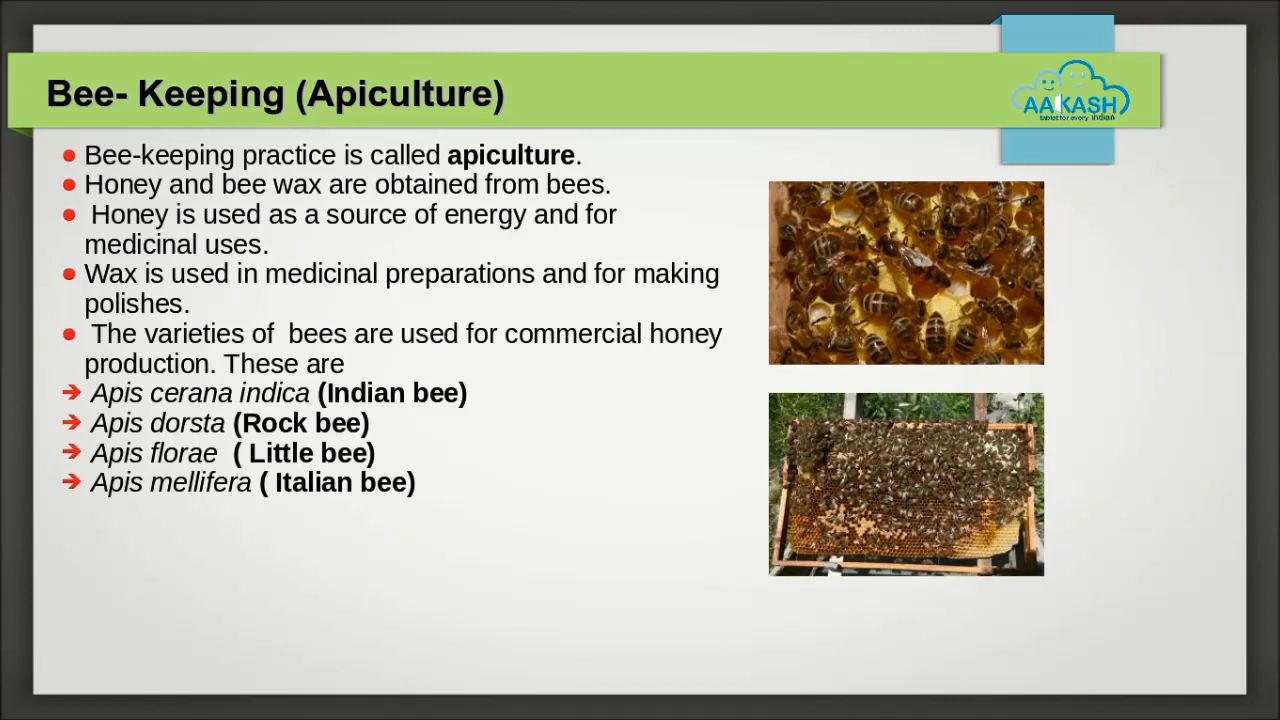 Bee- Keeping (Apiculture)
AAKASH
tablet for every indian
Bee-keeping practice is called apiculture.
Honey and bee wax are obtained from bees.
Honey is used as a source of energy and for
medicinal uses.
Wax is used in medicinal preparations and for making
polishes.
The varieties of bees are used for commercial honey
production. These are
Apis cerana indica (Indian bee)
Apis dorsta (Rock bee)
Apis florae ( Little bee)
Apis mellifera ( Italian bee)